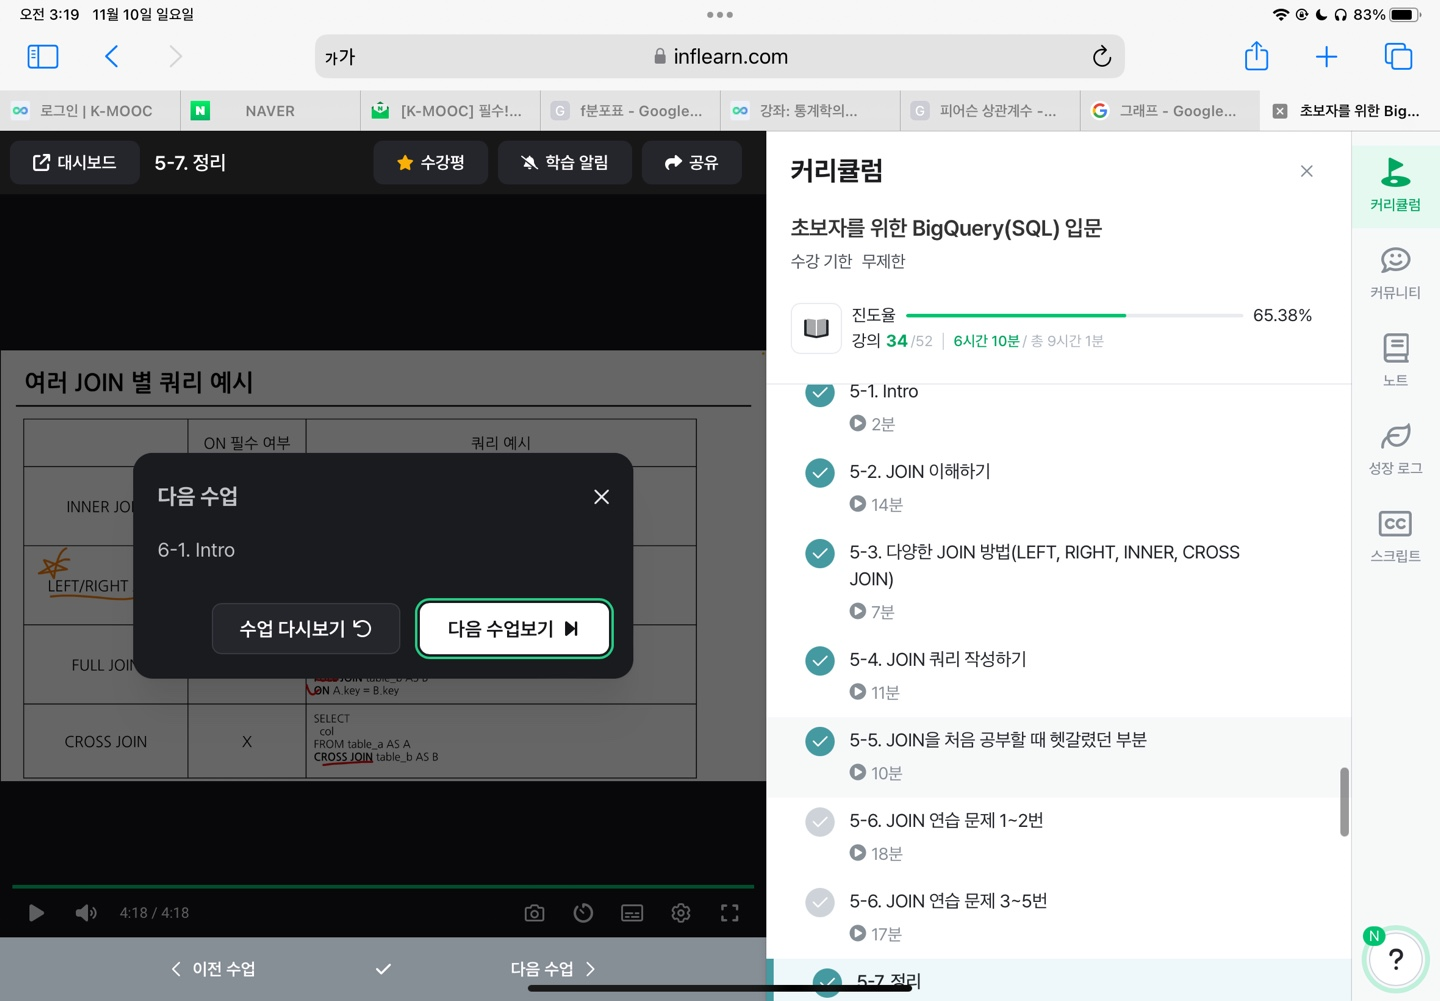 오전 3:19 11월 10일 일요일
83%
가가
inflearn.com
로그인 | K-MOOC
NAVER
[K-MOOC] 필수!...
f분포표 - Google...
강좌: 통계학의...
피어슨 상관계수 -...
그래프 - Google...
초보자를 위한 Big...
대시보드
5-7. 정리
수강평
학습 알림
공유
여러 JOIN 별 쿼리 예시
ON 필수 여부
쿼리 예시
INNER JOI
LEFT/RIGHT
FULL JOIN
JOIN table_b AS B
ON A.key = B.key
CROSS JOIN
X
SELECT
col
FROM table_a AS A
CROSS JOIN table_b AS B
다음 수업
6-1. Intro
수업 다시보기
다음 수업보기
4:18 / 4:18
이전 수업
다음 수업
커리큘럼
초보자를 위한 BigQuery(SQL) 입문
수강 기한 무제한
진도율
65.38%
강의 34 /52 | 6시간 10분 / 총 9시간 1분
5-1. Intro
2분
5-2. JOIN 이해하기
14분
5-3. 다양한 JOIN 방법(LEFT, RIGHT, INNER, CROSS
JOIN)
7분
5-4. JOIN 쿼리 작성하기
11분
5-5. JOIN을 처음 공부할 때 헷갈렸던 부분
10분
5-6. JOIN 연습 문제 1~2번
18분
5-6. JOIN 연습 문제 3~5번
17분
5-7. 정리
커리큘럼
커뮤니티
노트
성장 로그
CC
스크립트
N
?